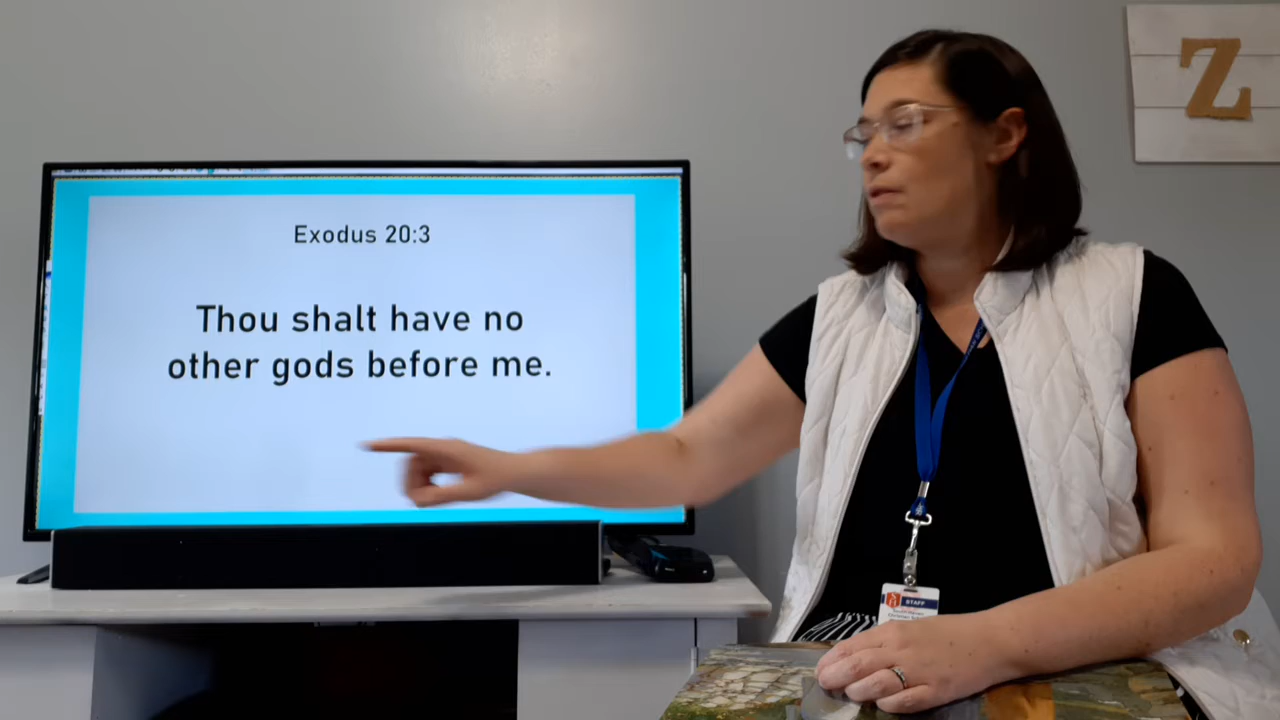 Exodus 20:3
Thou shalt have no
other gods before me.
Z
STAFF